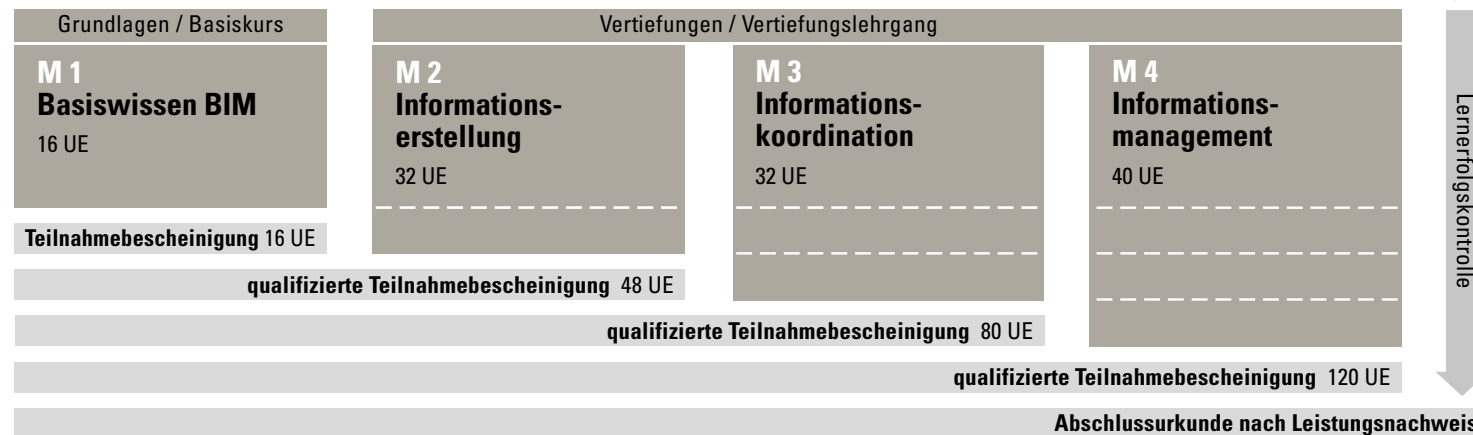 Grundlagen / Basiskurs
Vertiefungen / Vertiefungslehrgang
M 1
Basiswissen BIM
16 UE
M 2
Informations-
erstellung
32 UE
M 3
Informations-
koordination
32 UE
M 4
Informations-
management
40 UE
Lernerfolgskontrolle
Teilnahmebescheinigung 16 UE
qualifizierte Teilnahmebescheinigung 48 UE
qualifizierte Teilnahmebescheinigung 80 UE
qualifizierte Teilnahmebescheinigung 120 UE
Abschlussurkunde nach Leistungsnachweis